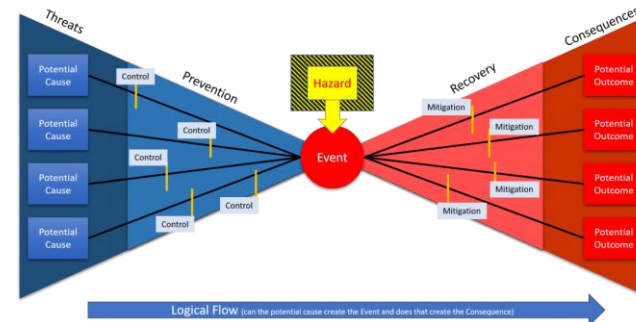 Threats
Consequences
Hazard
Prevention
Recovery
Potential
Cause
Control
Potential
Outcome
Mitigation
Potential
Cause
Control
Potential
Outcome
Mitigation
Event
Potential
Cause
Control
Potential
Outcome
Mitigation
Potential
Cause
Control
Control
Potential
Outcome
Mitigation
Logical Flow (can the potential cause create the Event and does that create the Consequence)